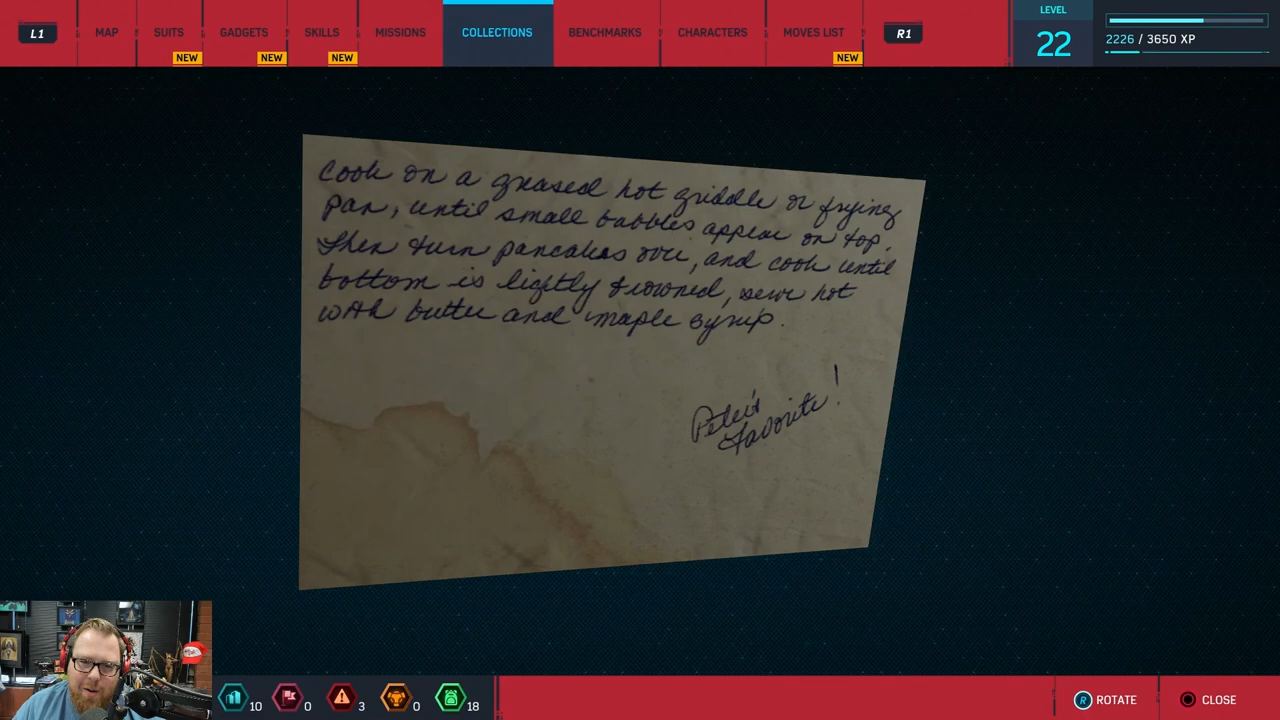 L1
MAP
SUITS
NEW
GADGETS
NEW
SKILLS
NEW
MISSIONS
COLLECTIONS
BENCHMARKS
CHARACTERS
MOVES LIST
NEW
R1
LEVEL
22
2226 / 3650 XP
Cook on a greased hot griddle or frying
pan, until small bubbles appear on top.
Then turn pancakes over, and cook until
bottom is lightly browned, serve hot
with butter and maple syrup.
Peter's
favorite!
10
0
3
0
18
R ROTATE
CLOSE